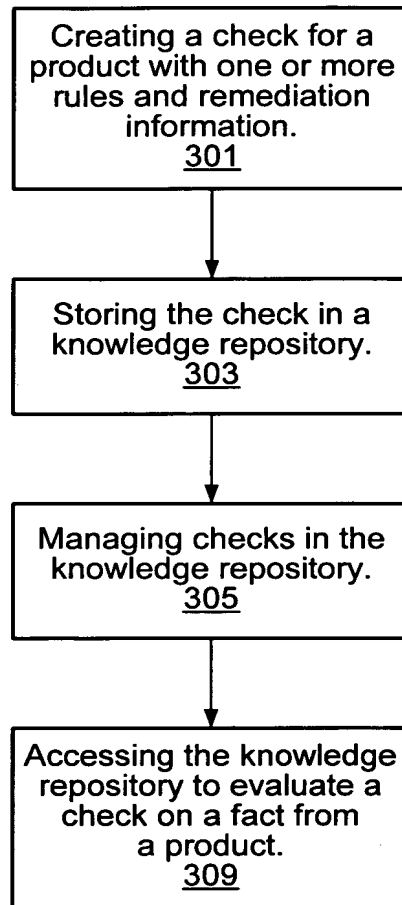 Creating a check for a
product with one or more
rules and remediation
information.
301
Storing the check in a
knowledge repository.
303
Managing checks in the
knowledge repository.
305
Accessing the knowledge
repository to evaluate a
check on a fact from
a product.
309